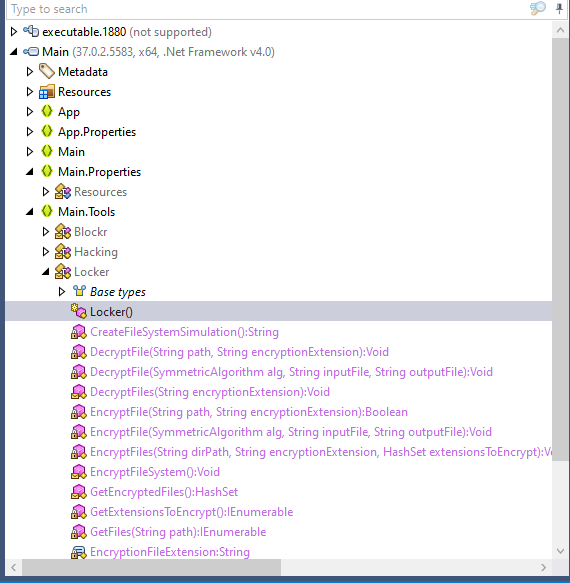 Type to search
executable.1880 (not supported)
Main (37.0.2.5583, x64, .Net Framework v4.0)
Metadata
Resources
App
App.Properties
Main
Main.Properties
Resources
Main.Tools
Blockr
Hacking
Locker
Base types
Locker()
CreateFileSystemSimulation():String
DecryptFile(String path, String encryptionExtension):Void
DecryptFile(SymmetricAlgorithm alg, String inputFile, String outputFile):Void
DecryptFiles(String encryptionExtension):Void
EncryptFile(String path, String encryptionExtension):Boolean
EncryptFile(SymmetricAlgorithm alg, String inputFile, String outputFile):Void
EncryptFiles(String dirPath, String encryptionExtension, HashSet extensionsToEncrypt):Vo
EncryptFileSystem():Void
GetEncryptedFiles():HashSet
GetExtensionsToEncrypt():IEnumerable
GetFiles(String path):IEnumerable
EncryptionFileExtension:String